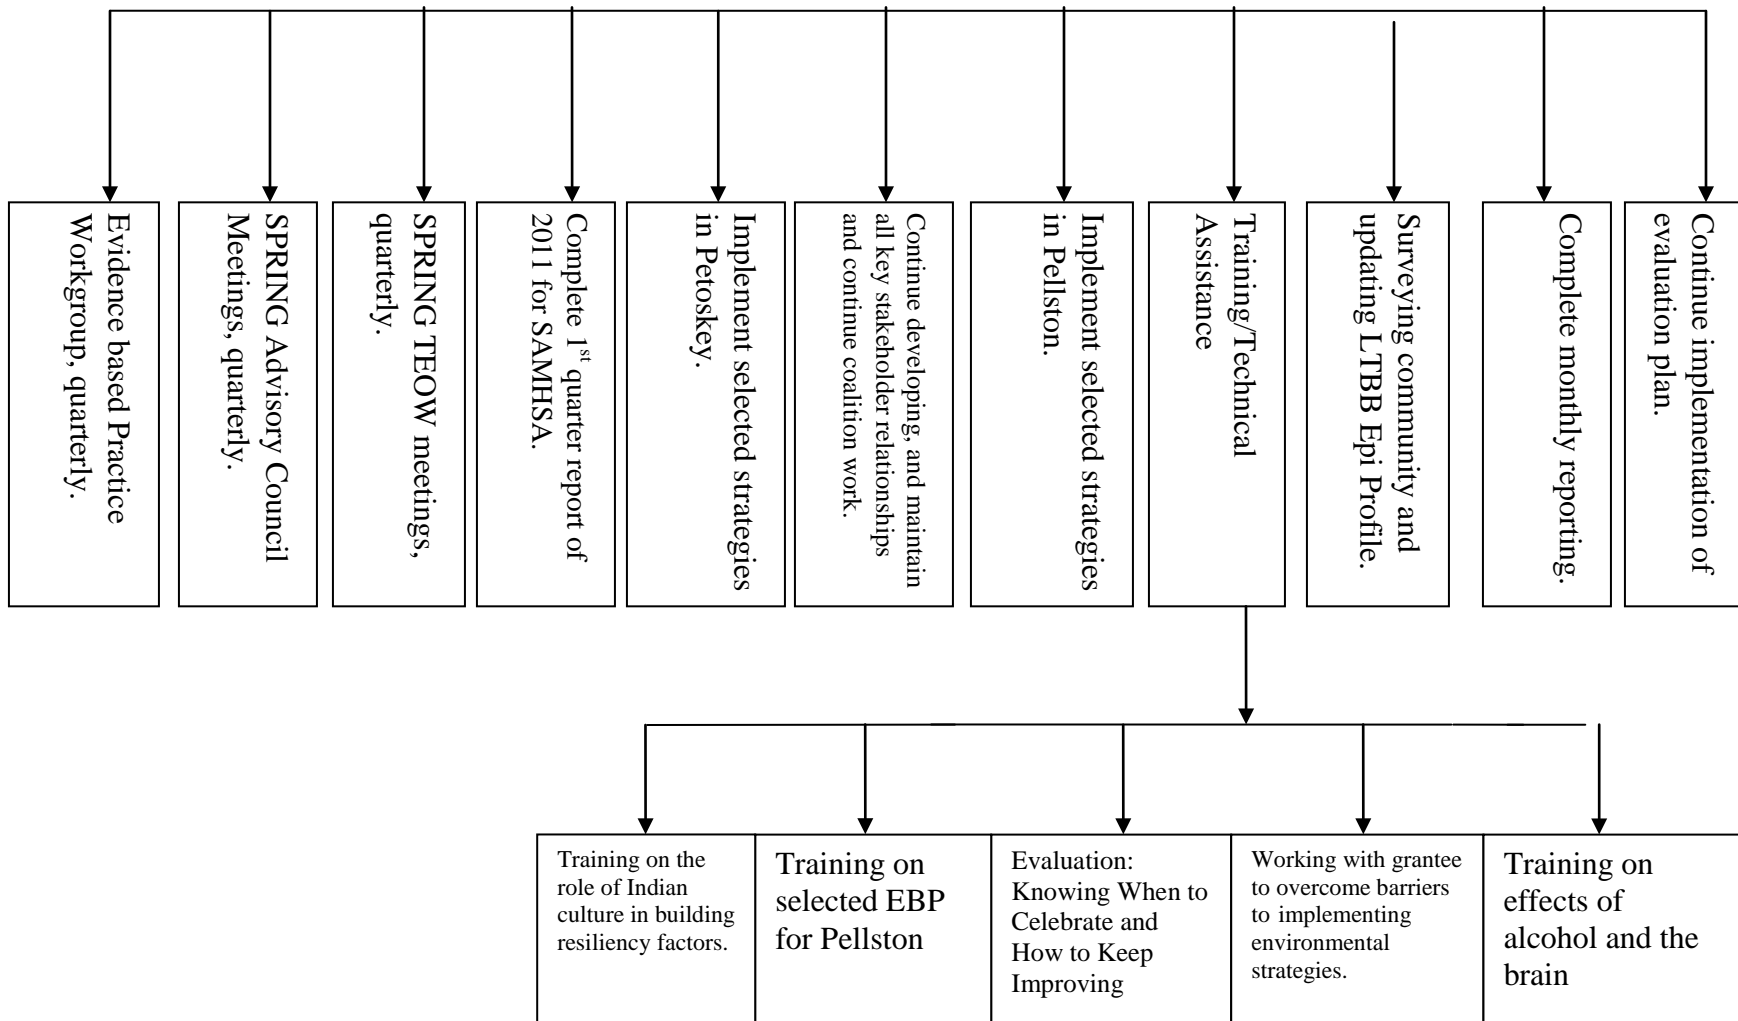 Evidence based Practice
Workgroup, quarterly.
SPRING Advisory Council
Meetings, quarterly.
SPRING TEOW meetings,
quarterly.
Complete 1st quarter report of
2011 for SAMHSA.
Implement selected strategies
in Petoskey.
Continue developing, and maintain
all key stakeholder relationships
and continue coalition work.
Implement selected strategies
in Pellston.
Training/Technical
Assistance
Surveying community and
updating LTBB Epi Profile.
Complete monthly reporting.
Continue implementation of
evaluation plan.
Training on the
role of Indian
culture in building
resiliency factors.
Training on
selected EBP
for Pellston
Evaluation:
Knowing When to
Celebrate and
How to Keep
Improving
Working with grantee
to overcome barriers
to implementing
environmental
strategies.
Training on
effects of
alcohol and the
brain